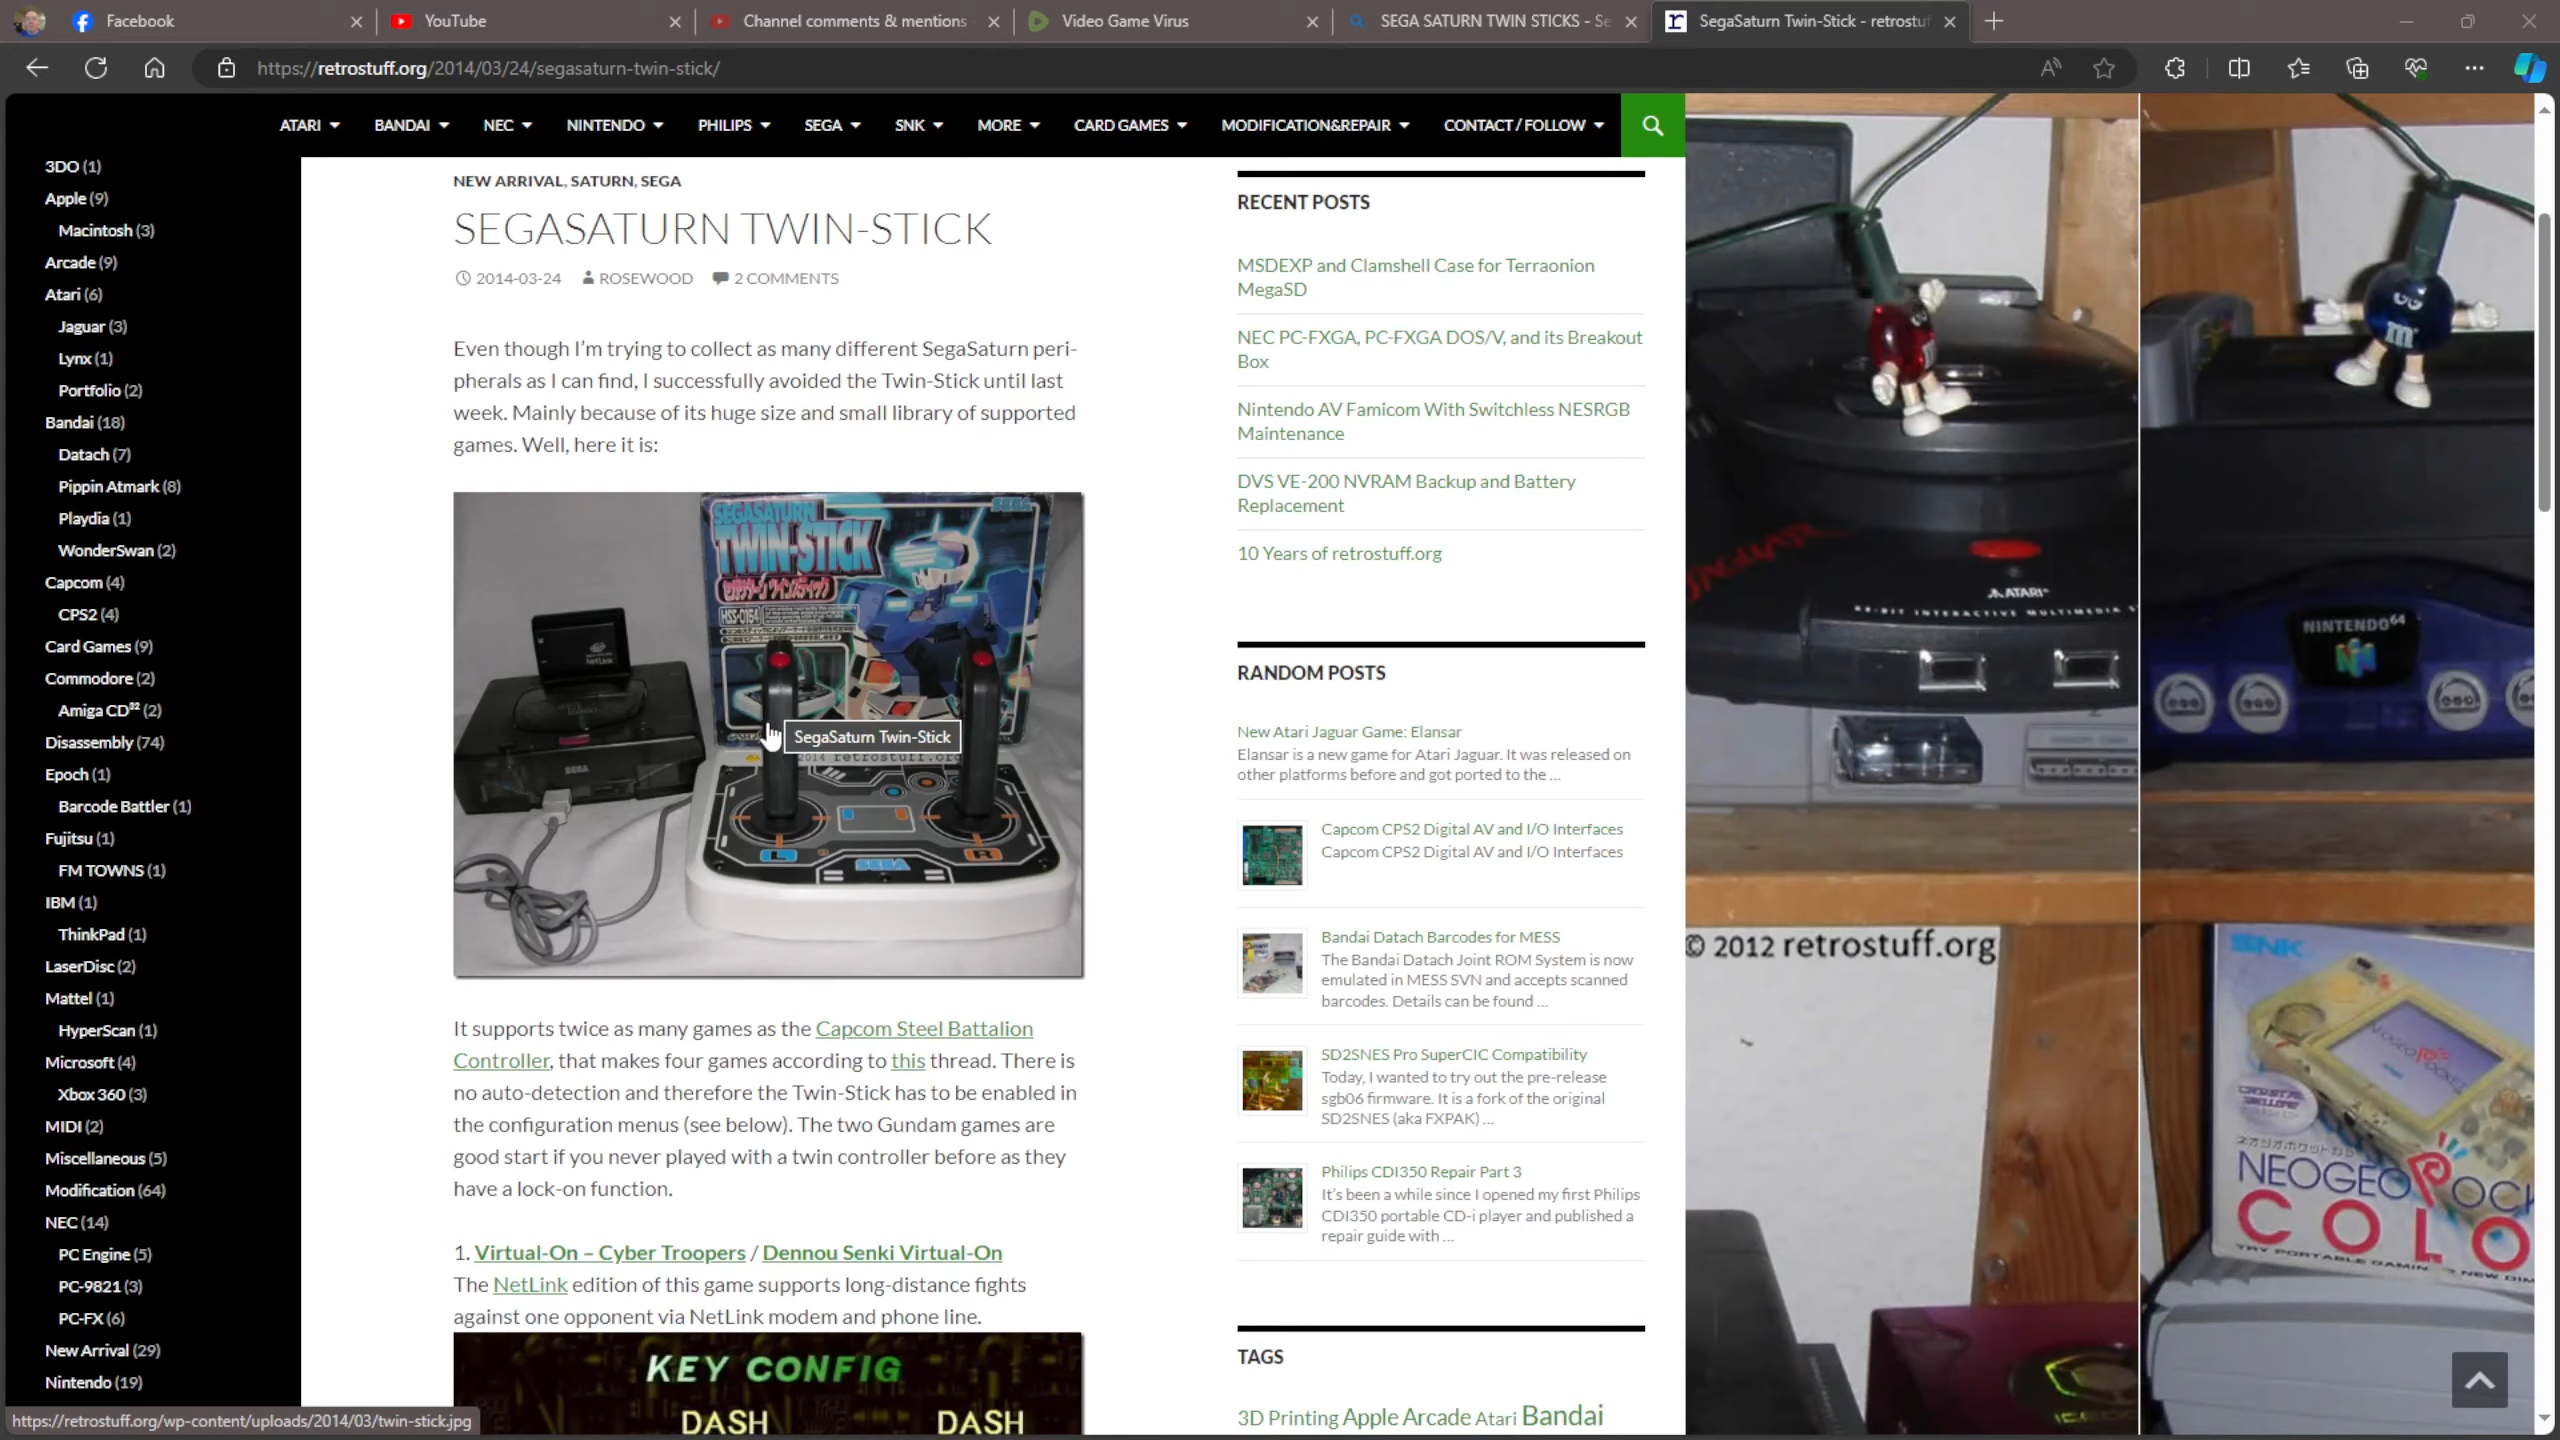 Facebook
YouTube
Channel comments & mentions
Video Game Virus
SEGA SATURN TWIN STICKS - Se
SegaSaturn Twin-Stick - retrostuf
https://retrostuff.org/2014/03/24/segasaturn-twin-stick/
ATARI
BANDAI
NEC
NINTENDO
PHILIPS
SEGA
SNK
MORE
CARD GAMES
MODIFICATION&REPAIR
CONTACT / FOLLOW
3DO (1)
Apple (9)
Macintosh (3)
Arcade (9)
Atari (6)
Jaguar (3)
Lynx (1)
Portfolio (2)
Bandai (18)
Datach (7)
Pippin Atmark (8)
Playdia (1)
WonderSwan (2)
Capcom (4)
CPS2 (4)
Card Games (9)
Commodore (2)
Amiga CD³² (2)
Disassembly (74)
Epoch (1)
Barcode Battler (1)
Fujitsu (1)
FM TOWNS (1)
IBM (1)
ThinkPad (1)
LaserDisc (2)
Mattel (1)
HyperScan (1)
Microsoft (4)
Xbox 360 (3)
MIDI (2)
Miscellaneous (5)
Modification (64)
NEC (14)
PC Engine (5)
PC-9821 (3)
PC-FX (6)
New Arrival (29)
Nintendo (19)
https://retrostuff.org/wp-content/uploads/2014/03/twin-stick.jpg
NEW ARRIVAL, SATURN, SEGA
SEGASATURN TWIN-STICK
2014-03-24 ROSEWOOD 2 COMMENTS
Even though I'm trying to collect as many different SegaSaturn peri-
pherals as I can find, I successfully avoided the Twin-Stick until last
week. Mainly because of its huge size and small library of supported
games. Well, here it is:
SEGASATURN
SEGA
TWIN-STICK
セガサターン ツインスティック
HSS-0154
NetLink
SegaSaturn Twin-Stick
2014 retrostuff.org
SEGA
L
R
SEGA
It supports twice as many games as the Capcom Steel Battalion
Controller, that makes four games according to this thread. There is
no auto-detection and therefore the Twin-Stick has to be enabled in
the configuration menus (see below). The two Gundam games are
good start if you never played with a twin controller before as they
have a lock-on function.
1. Virtual-On – Cyber Troopers / Dennou Senki Virtual-On
The NetLink edition of this game supports long-distance fights
against one opponent via NetLink modem and phone line.
KEY CONFIG
DASH
DASH
RECENT POSTS
MSDEXP and Clamshell Case for Terraonion
MegaSD
NEC PC-FXGA, PC-FXGA DOS/V, and its Breakout
Box
Nintendo AV Famicom With Switchless NESRGB
Maintenance
DVS VE-200 NVRAM Backup and Battery
Replacement
10 Years of retrostuff.org
RANDOM POSTS
New Atari Jaguar Game: Elansar
Elansar is a new game for Atari Jaguar. It was released on
other platforms before and got ported to the ...
Capcom CPS2 Digital AV and I/O Interfaces
Capcom CPS2 Digital AV and I/O Interfaces
Bandai Datach Barcodes for MESS
The Bandai Datach Joint ROM System is now
emulated in MESS SVN and accepts scanned
barcodes. Details can be found ...
SD2SNES Pro SuperCIC Compatibility
Today, I wanted to try out the pre-release
sgb06 firmware. It is a fork of the original
SD2SNES (aka FXPAK) ...
Philips CDI350 Repair Part 3
It's been a while since I opened my first Philips
CDI350 portable CD-i player and published a
repair guide with ...
TAGS
3D Printing Apple Arcade Atari Bandai
JAGUAR
ATARI
64-BIT INTERACTIVE MULTIMEDIA S
m
NINTENDO64
© 2012 retrostuff.org
SNK
NEOGEO POCK
COLO